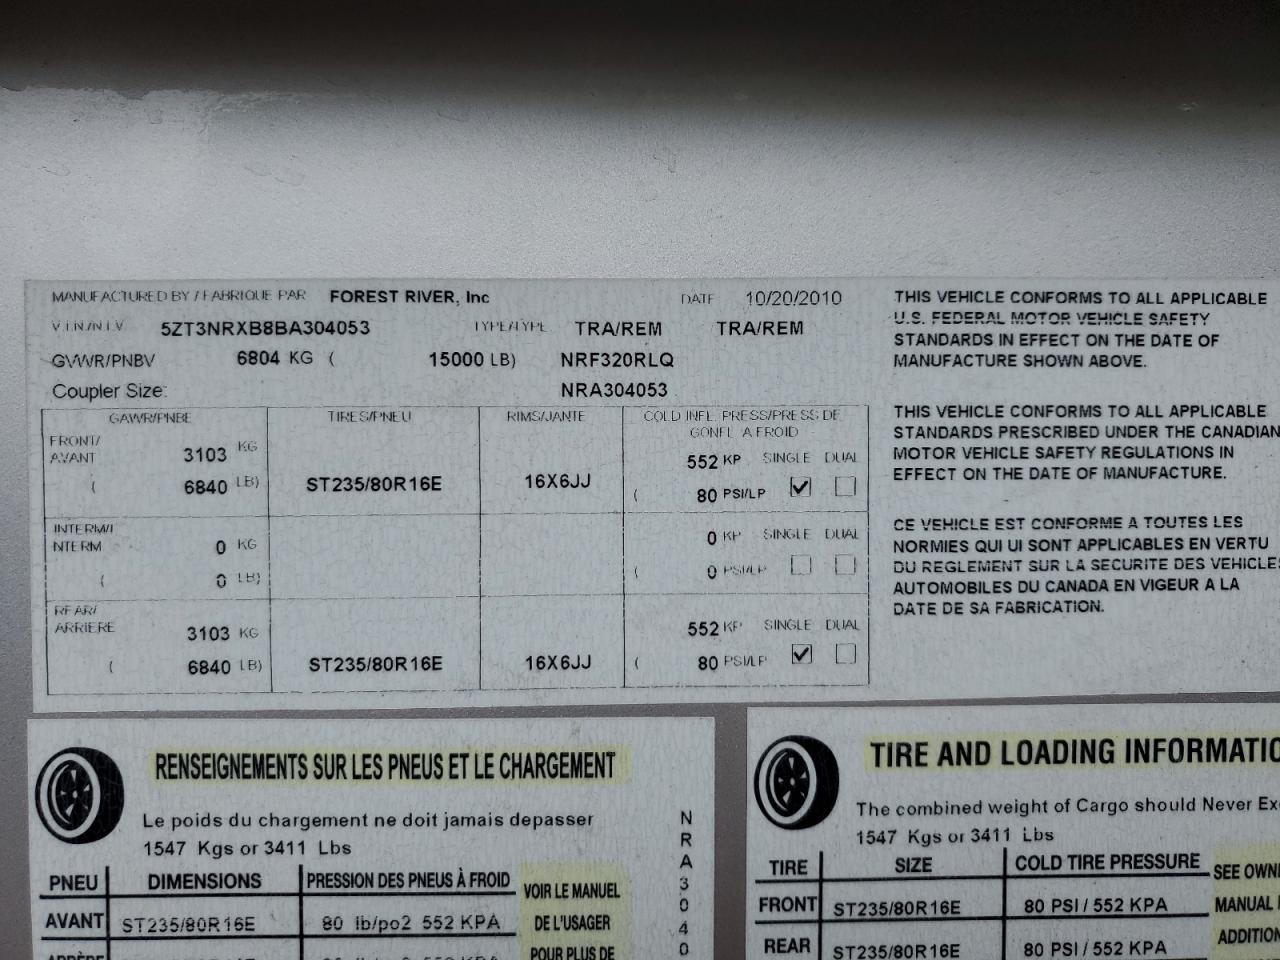 MANUFACTURED BY / FABRIQUE PAR FOREST RIVER, Inc DATE 10/20/2010
V I N/N I V 5ZT3NRXB8BA304053 TYPE/TYPE TRA/REM TRA/REM
GVWR/PNBV 6804 KG ( 15000 LB) NRF320RLQ
Coupler Size: NRA304053
GAWR/PNBE TIRES/PNEU RIMS/JANTE COLD INFL. PRESS/PRESS DE
GONFL A FROID
FRONT/
AVANT 3103 KG 552 KP SINGLE DUAL
( 6840 LB) ST235/80R16E 16X6JJ ( 80 PSI/LP
INTERM/I
NTERM 0 KG 0 KP SINGLE DUAL
( 0 LB) ( 0 PSI/LP
REAR/
ARRIERE 3103 KG 552 KP SINGLE DUAL
( 6840 LB) ST235/80R16E 16X6JJ ( 80 PSI/LP
THIS VEHICLE CONFORMS TO ALL APPLICABLE
U.S. FEDERAL MOTOR VEHICLE SAFETY
STANDARDS IN EFFECT ON THE DATE OF
MANUFACTURE SHOWN ABOVE.
THIS VEHICLE CONFORMS TO ALL APPLICABLE
STANDARDS PRESCRIBED UNDER THE CANADIAN
MOTOR VEHICLE SAFETY REGULATIONS IN
EFFECT ON THE DATE OF MANUFACTURE.
CE VEHICLE EST CONFORME A TOUTES LES
NORMIES QUI UI SONT APPLICABLES EN VERTU
DU REGLEMENT SUR LA SECURITE DES VEHICLES
AUTOMOBILES DU CANADA EN VIGEUR A LA
DATE DE SA FABRICATION.
RENSEIGNEMENTS SUR LES PNEUS ET LE CHARGEMENT
Le poids du chargement ne doit jamais depasser
1547 Kgs or 3411 Lbs
PNEU DIMENSIONS PRESSION DES PNEUS À FROID
AVANT ST235/80R16E 80 lb/po2 552 KPA
VOIR LE MANUEL
DE L'USAGER
POUR PLUS DE
NRA3040
TIRE AND LOADING INFORMATIO
The combined weight of Cargo should Never Exc
1547 Kgs or 3411 Lbs
TIRE SIZE COLD TIRE PRESSURE
FRONT ST235/80R16E 80 PSI / 552 KPA
REAR ST235/80R16E 80 PSI / 552 KPA
SEE OWNE
MANUAL
ADDITION